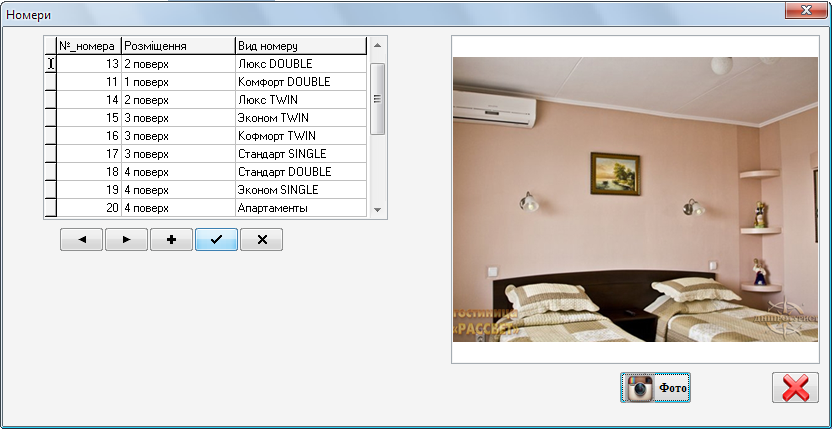 Номери
№_номера Розміщення Вид номеру
13 2 поверх Люкс DOUBLE
11 1 поверх Комфорт DOUBLE
14 2 поверх Люкс TWIN
15 3 поверх Эконом TWIN
16 3 поверх Кофморт TWIN
17 3 поверх Стандарт SINGLE
18 4 поверх Стандарт DOUBLE
19 4 поверх Эконом SINGLE
20 4 поверх Апартаменты
гостиница
«РАССВЕТ»
Фото